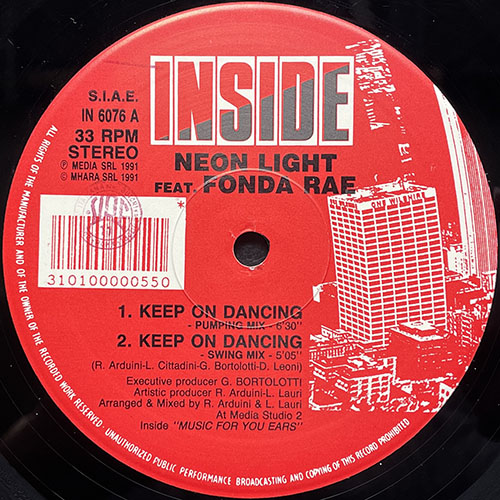 INSIDE
S.I.A.E.
IN 6076 A
33 RPM
STEREO
Ⓟ MEDIA SRL 1991
© MHARA SRL 1991
NEON LIGHT
FEAT. FONDA RAE
*
310100000550
ONE WILSHIRE
1. KEEP ON DANCING
- PUMPING MIX - 6'30''
2. KEEP ON DANCING
- SWING MIX - 5'05''
(R. Arduini-L. Cittadini-G. Bortolotti-D. Leoni)
Executive producer G. BORTOLOTTI
Artistic producer R. Arduini-L. Lauri
Arranged & Mixed by R. Arduini & L. Lauri
At Media Studio 2
Inside "MUSIC FOR YOU EARS"
ALL RIGHTS OF THE MANUFACTURER AND OF THE OWNER OF THE RECORDED WORK RESERVED. UNAUTHORIZED PUBLIC PERFORMANCE BROADCASTING AND COPYING OF THIS RECORD PROHIBITED